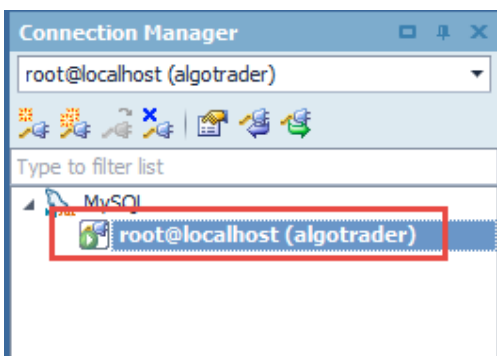 Connection Manager
root@localhost (algotrader)
Type to filter list
MySQL
root@localhost (algotrader)